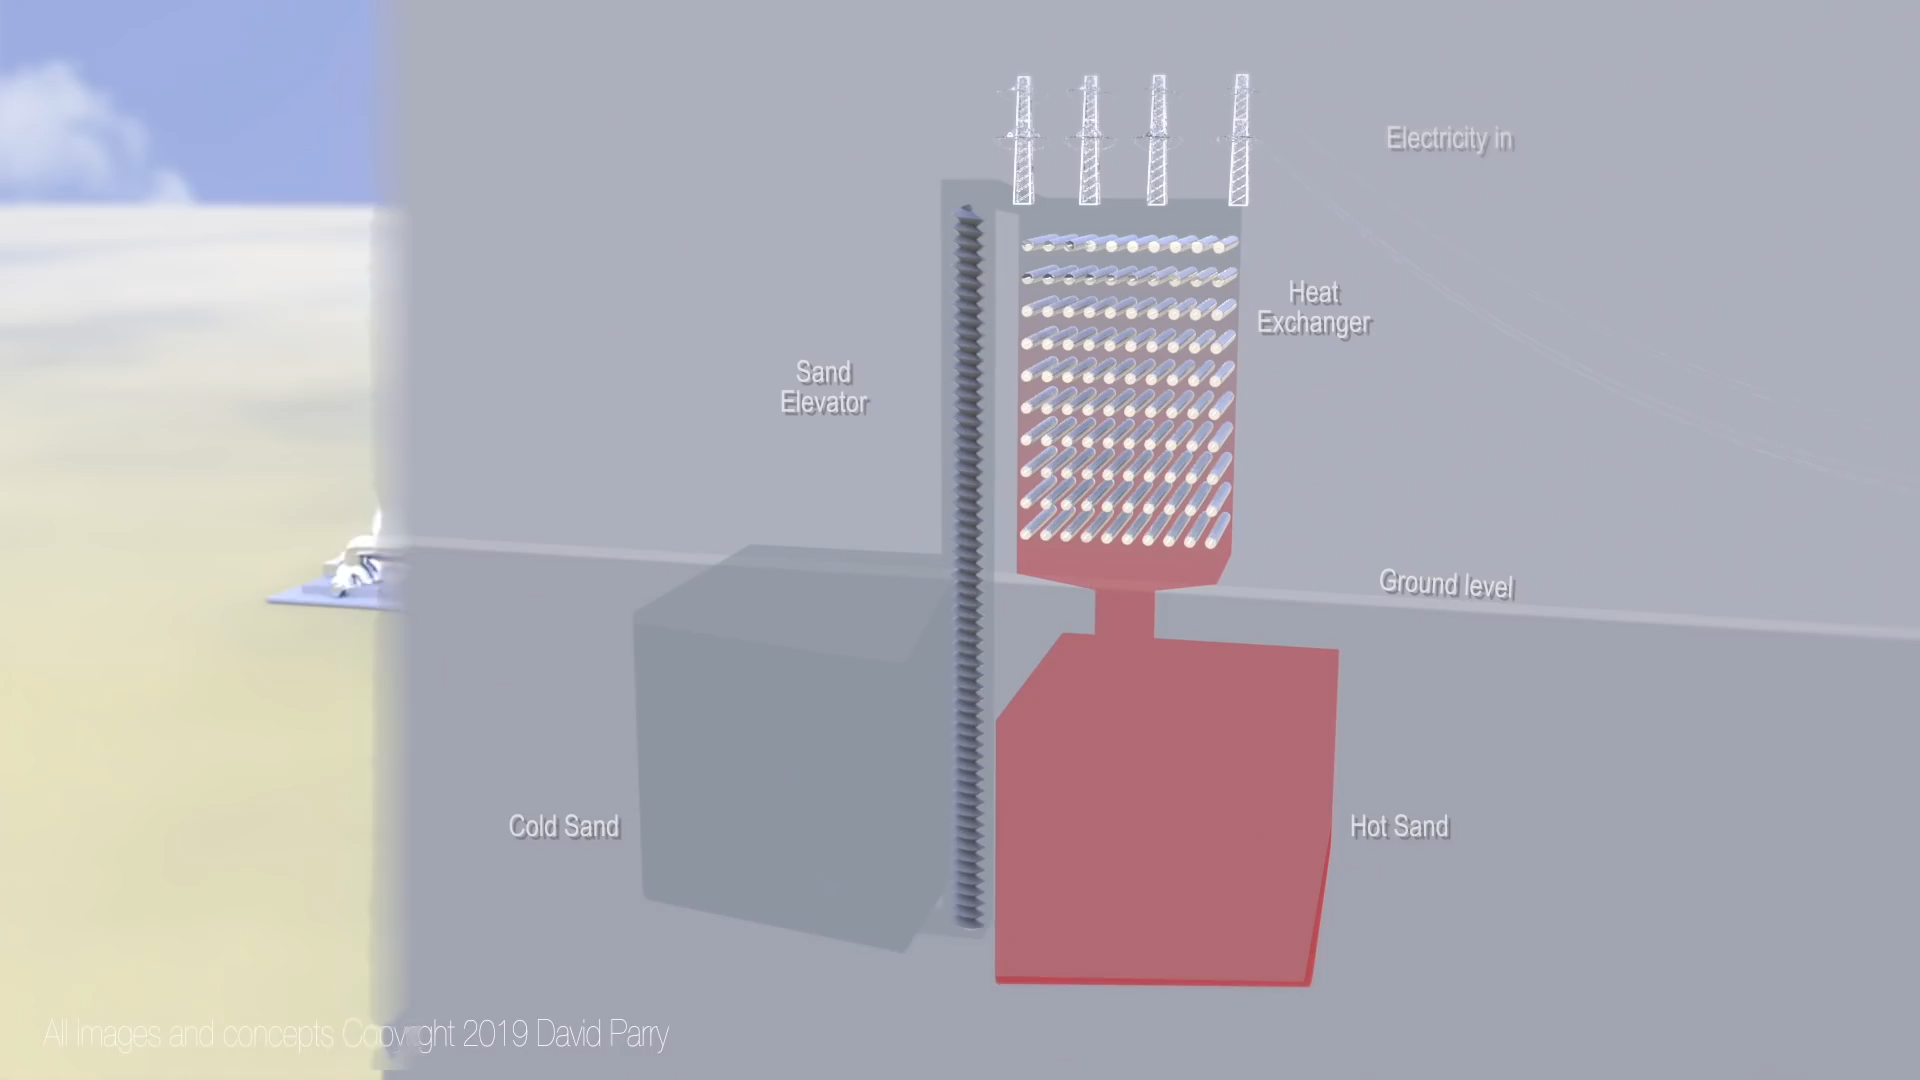 Electricity in
Heat
Exchanger
Sand
Elevator
Ground level
Cold Sand
Hot Sand
All images and concepts Copyright 2019 David Parry